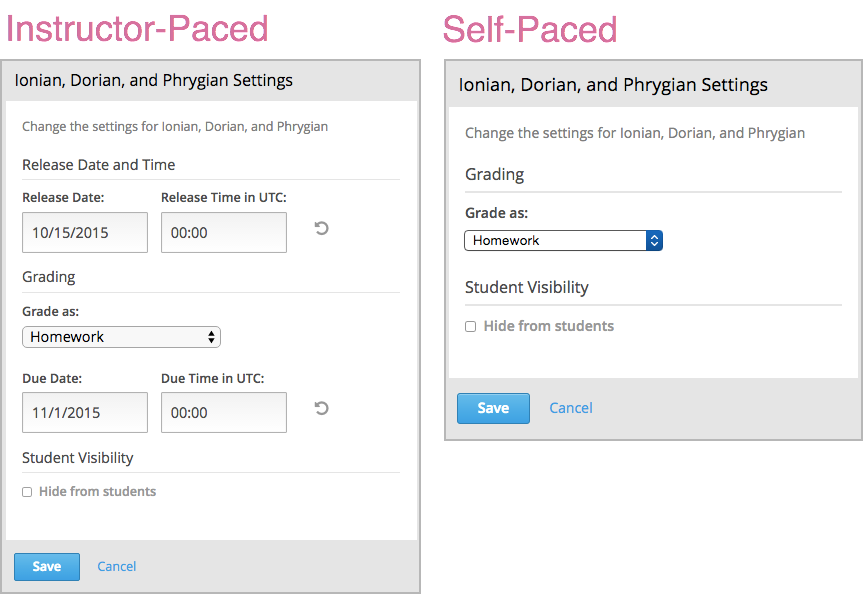 Instructor-Paced
Ionian, Dorian, and Phrygian Settings
Change the settings for Ionian, Dorian, and Phrygian
Release Date and Time
Release Date: Release Time in UTC:
10/15/2015 00:00
Grading
Grade as:
Homework
Due Date: Due Time in UTC:
11/1/2015 00:00
Student Visibility
Hide from students
Save Cancel
Self-Paced
Ionian, Dorian, and Phrygian Settings
Change the settings for Ionian, Dorian, and Phrygian
Grading
Grade as:
Homework
Student Visibility
Hide from students
Save Cancel